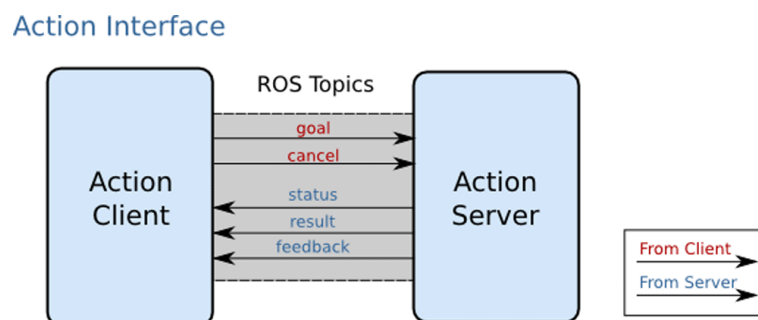 Action Interface
ROS Topics
goal
cancel
Action
Client
status
result
feedback
Action
Server
From Client
From Server